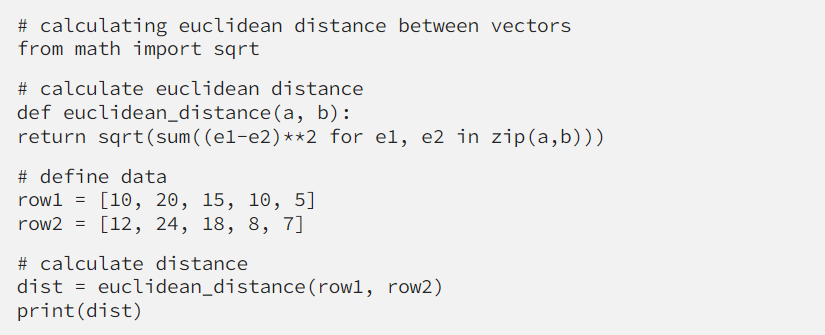 # calculating euclidean distance between vectors
from math import sqrt
# calculate euclidean distance
def euclidean_distance(a, b):
return sqrt(sum((e1-e2)**2 for e1, e2 in zip(a,b)))
# define data
row1 = [10, 20, 15, 10, 5]
row2 = [12, 24, 18, 8, 7]
# calculate distance
dist = euclidean_distance(row1, row2)
print(dist)